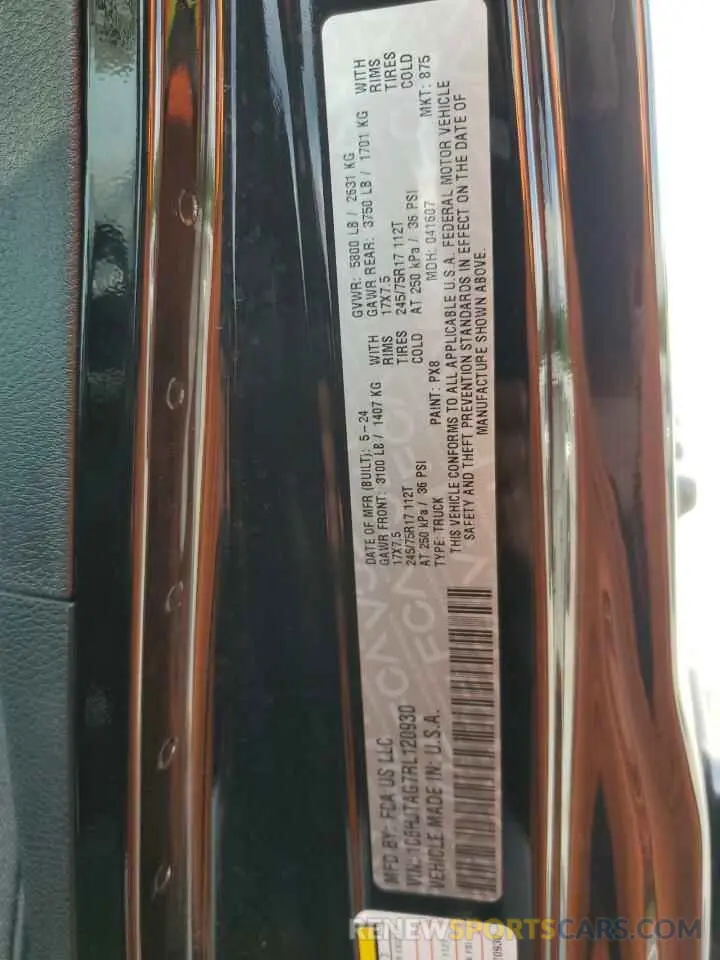 MFD BY: FCA US LLC
DATE OF MFR (BUILT): 5-24
GVWR: 5800 LB / 2631 KG
GAWR FRONT: 3100 LB / 1407 KG WITH
GAWR REAR: 3750 LB / 1701 KG WITH
17X7.5 RIMS
17X7.5 RIMS
245/75R17 112T TIRES
245/75R17 112T TIRES
AT 250 kPa / 36 PSI COLD
AT 250 kPa / 36 PSI COLD
VIN: 1C6HJTAG7RL120930
TYPE: TRUCK
PAINT: PX8
MDH: 041607
MKT: 875
VEHICLE MADE IN: U.S.A.
THIS VEHICLE CONFORMS TO ALL APPLICABLE U.S.A. FEDERAL MOTOR VEHICLE
SAFETY AND THEFT PREVENTION STANDARDS IN EFFECT ON THE DATE OF
MANUFACTURE SHOWN ABOVE.
RENEWSPORTSCARS.COM